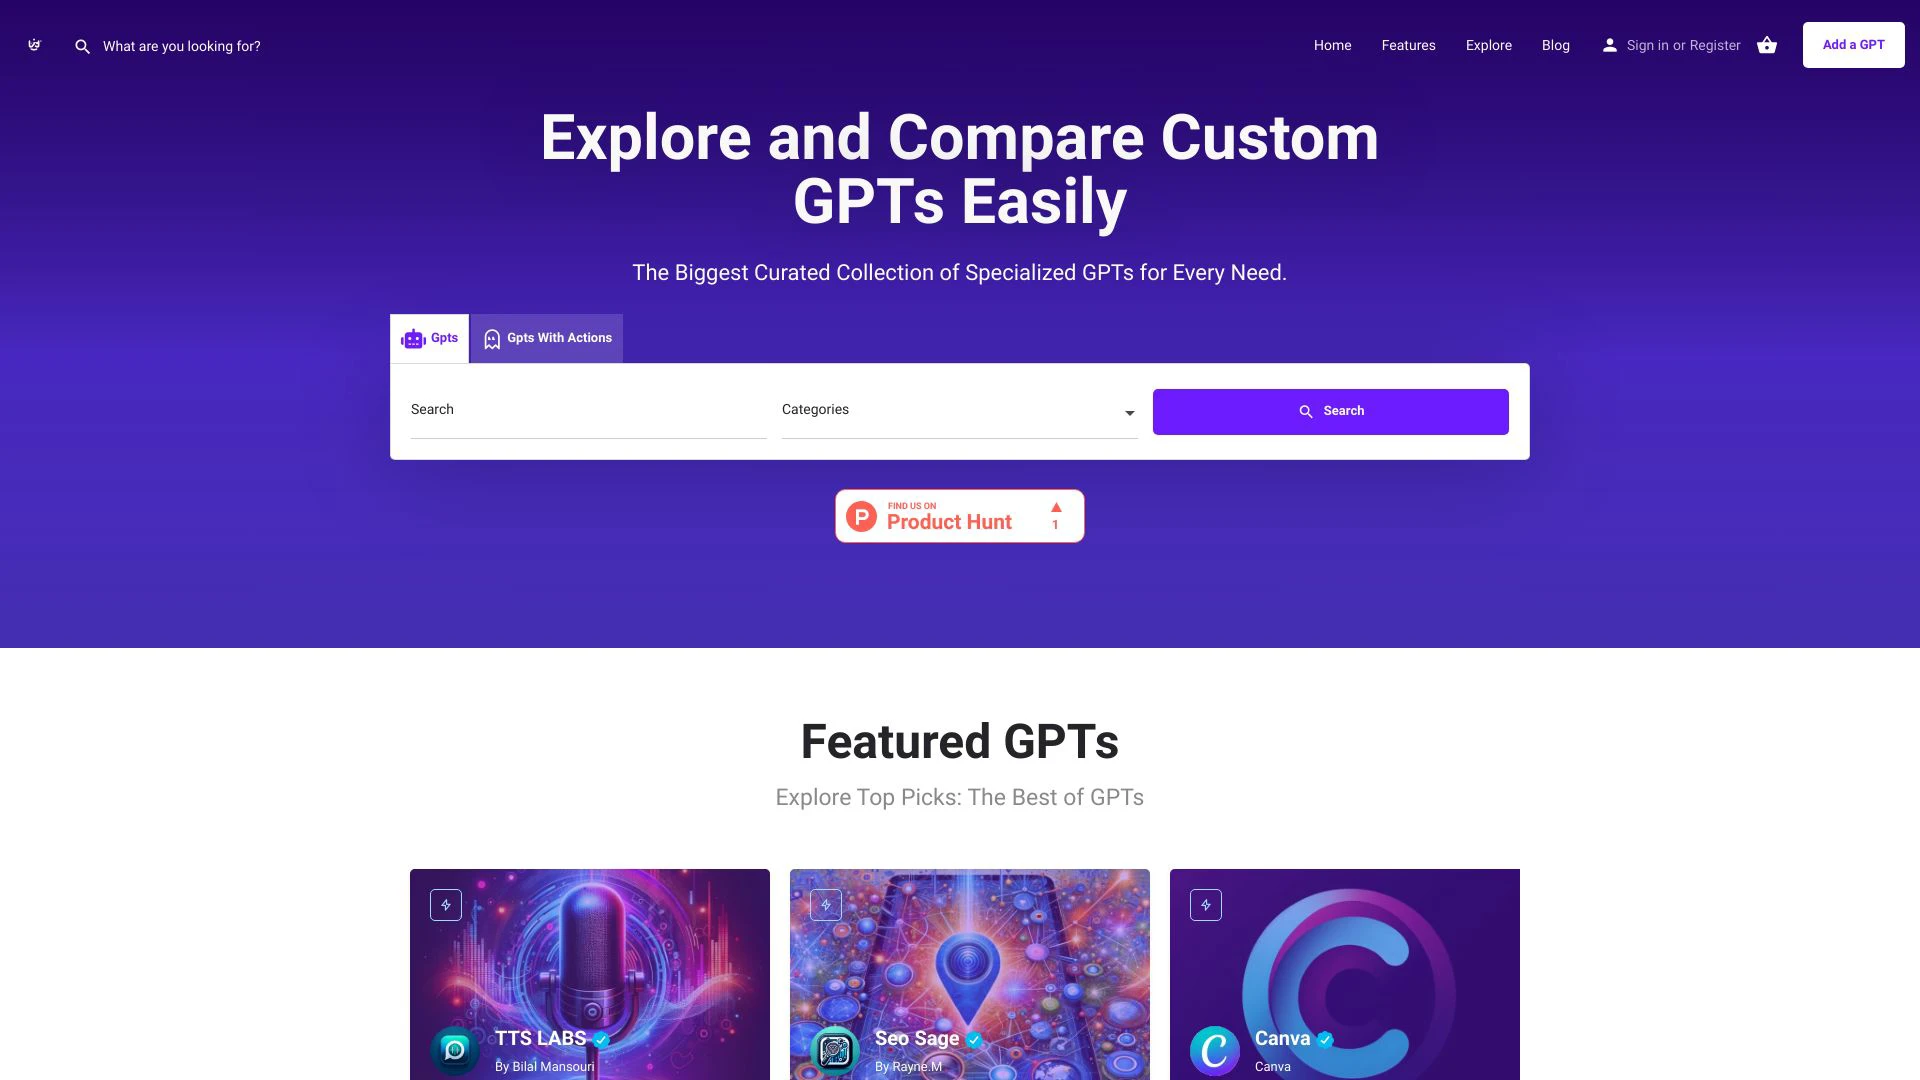 What are you looking for?
Home
Features
Explore
Blog
Sign in or Register
Add a GPT
Explore and Compare Custom
GPTs Easily
The Biggest Curated Collection of Specialized GPTs for Every Need.
Gpts
Gpts With Actions
Search
Categories
Search
FIND US ON
Product Hunt
1
Featured GPTs
Explore Top Picks: The Best of GPTs
TTS LABS
By Bilal Mansouri
Seo Sage
By Rayne.M
Canva
Canva